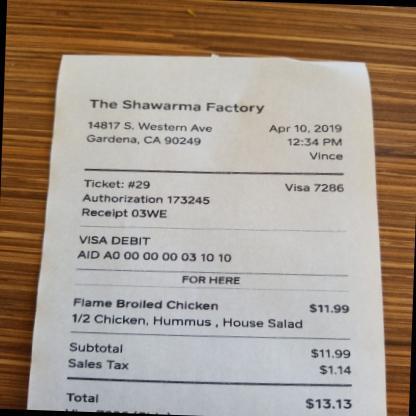 The Shawarma Factory
14817 S. Western Ave Apr 10, 2019
Gardena, CA 90249 12:34 PM
Vince
Ticket: #29 Visa 7286
Authorization 173245
Receipt 03WE
VISA DEBIT
AID A0 00 00 00 03 10 10
FOR HERE
Flame Broiled Chicken $11.99
1/2 Chicken, Hummus , House Salad
Subtotal $11.99
Sales Tax $1.14
Total $13.13